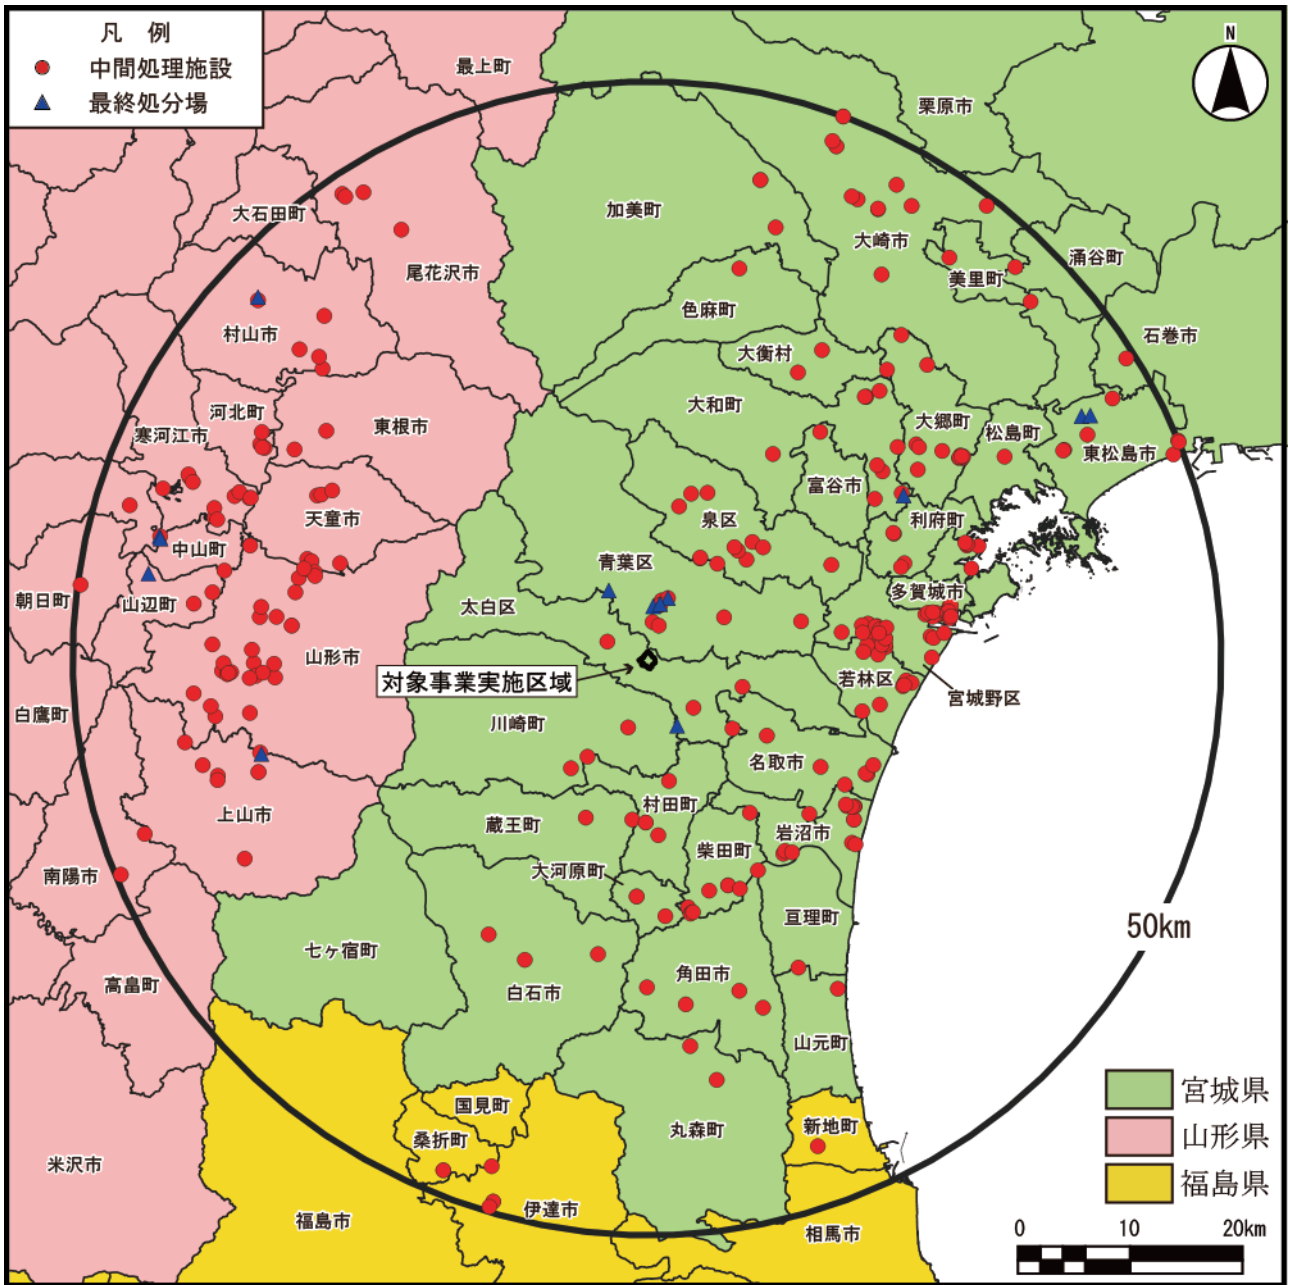 凡 例
中間処理施設
最終処分場
N
最上町
栗原市
加美町
大石田町
大崎市
涌谷町
尾花沢市
美里町
色麻町
村山市
石巻市
大衡村
大和町
河北町
大郷町
東根市
寒河江市
松島町
東松島市
富谷市
天童市
泉区
利府町
中山町
青葉区
多賀城市
朝日町
山辺町
太白区
山形市
対象事業実施区域
若林区
宮城野区
白鷹町
川崎町
名取市
村田町
上山市
蔵王町
岩沼市
柴田町
大河原町
南陽市
亘理町
50km
七ヶ宿町
角田市
高畠町
白石市
山元町
宮城県
国見町
新地町
丸森町
桑折町
山形県
米沢市
福島県
伊達市
福島市
相馬市
0 10 20km